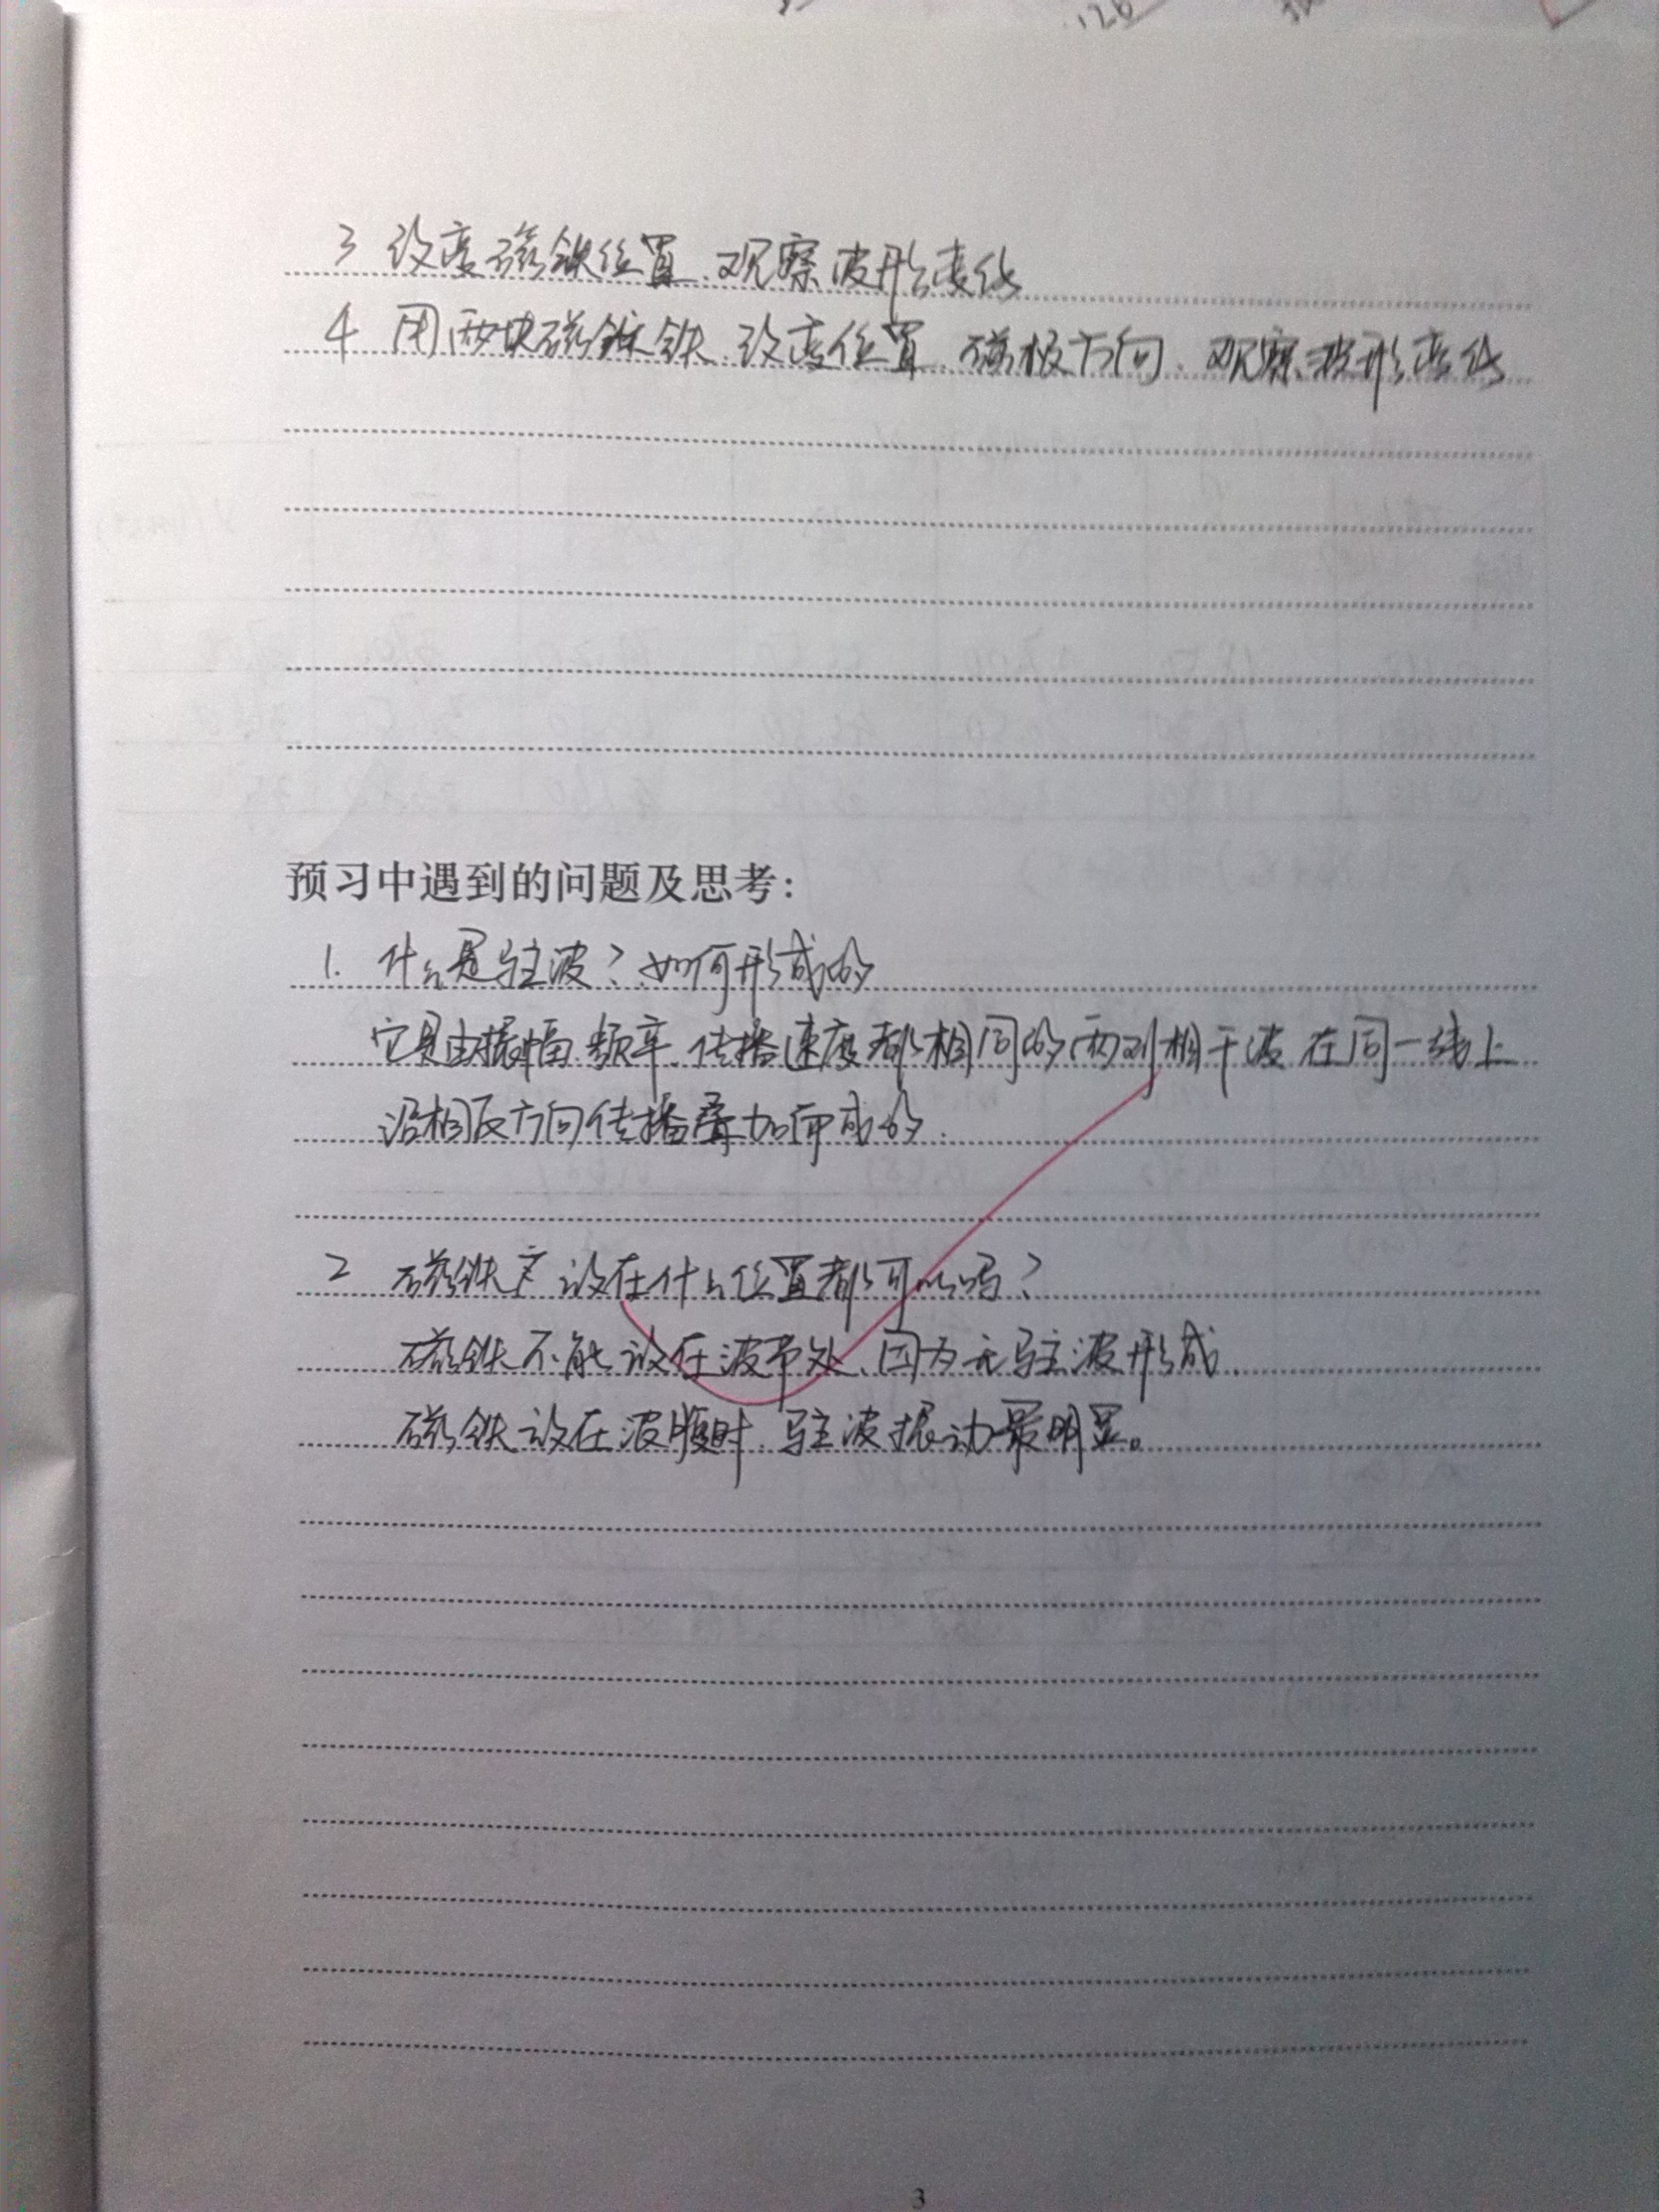 3 改变磁铁位置、观察波形变化
4 用两块磁铁、改变位置、磁极方向、观察波形变化
预习中遇到的问题及思考：
1. 什么是驻波？如何形成的
它是由振幅、频率、传播速度都相同的两列相干波在同一线上
沿相反方向传播叠加而成的.
2 磁铁 放在什么位置都可以吗？
磁铁不能放在波节处、因为无驻波形成.
磁铁放在波腹时、驻波振动最明显。
3